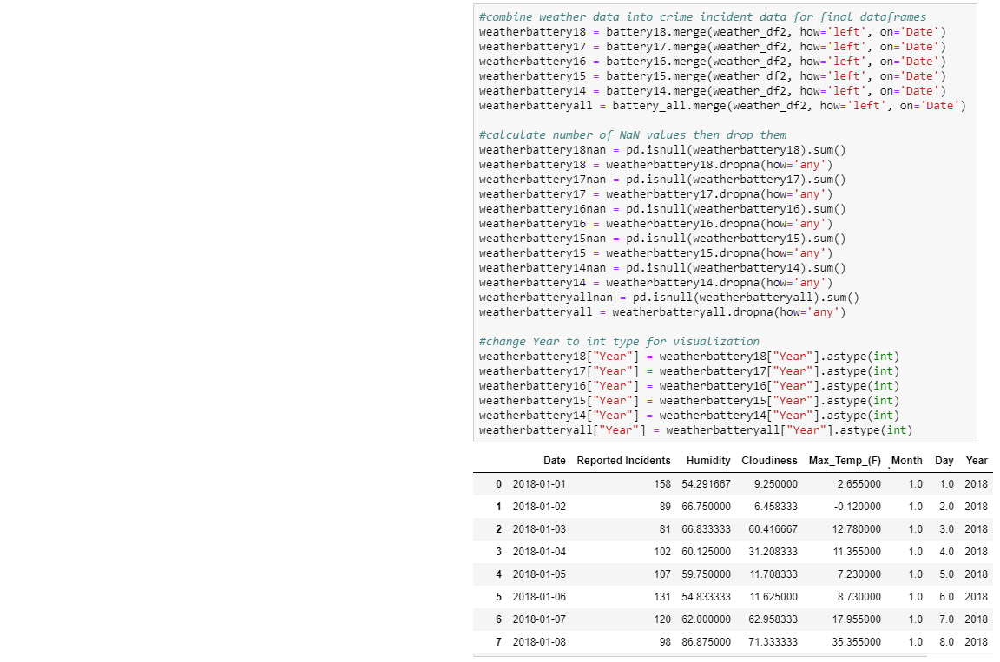 #combine weather data into crime incident data for final dataframes
weatherbattery18 = battery18.merge(weather_df2, how='left', on='Date')
weatherbattery17 = battery17.merge(weather_df2, how='left', on='Date')
weatherbattery16 = battery16.merge(weather_df2, how='left', on='Date')
weatherbattery15 = battery15.merge(weather_df2, how='left', on='Date')
weatherbattery14 = battery14.merge(weather_df2, how='left', on='Date')
weatherbatteryall = battery_all.merge(weather_df2, how='left', on='Date')
#calculate number of NaN values then drop them
weatherbattery18nan = pd.isnull(weatherbattery18).sum()
weatherbattery18 = weatherbattery18.dropna(how='any')
weatherbattery17nan = pd.isnull(weatherbattery17).sum()
weatherbattery17 = weatherbattery17.dropna(how='any')
weatherbattery16nan = pd.isnull(weatherbattery16).sum()
weatherbattery16 = weatherbattery16.dropna(how='any')
weatherbattery15nan = pd.isnull(weatherbattery15).sum()
weatherbattery15 = weatherbattery15.dropna(how='any')
weatherbattery14nan = pd.isnull(weatherbattery14).sum()
weatherbattery14 = weatherbattery14.dropna(how='any')
weatherbatteryallnan = pd.isnull(weatherbatteryall).sum()
weatherbatteryall = weatherbatteryall.dropna(how='any')
#change Year to int type for visualization
weatherbattery18["Year"] = weatherbattery18["Year"].astype(int)
weatherbattery17["Year"] = weatherbattery17["Year"].astype(int)
weatherbattery16["Year"] = weatherbattery16["Year"].astype(int)
weatherbattery15["Year"] = weatherbattery15["Year"].astype(int)
weatherbattery14["Year"] = weatherbattery14["Year"].astype(int)
weatherbatteryall["Year"] = weatherbatteryall["Year"].astype(int)
Date Reported Incidents Humidity Cloudiness Max_Temp_(F) Month Day Year
0 2018-01-01 158 54.291667 9.250000 2.655000 1.0 1.0 2018
1 2018-01-02 89 66.750000 6.458333 -0.120000 1.0 2.0 2018
2 2018-01-03 81 66.833333 60.416667 12.780000 1.0 3.0 2018
3 2018-01-04 102 60.125000 31.208333 11.355000 1.0 4.0 2018
4 2018-01-05 107 59.750000 11.708333 7.230000 1.0 5.0 2018
5 2018-01-06 131 54.833333 11.625000 8.730000 1.0 6.0 2018
6 2018-01-07 120 62.000000 62.958333 17.955000 1.0 7.0 2018
7 2018-01-08 98 86.875000 71.333333 35.355000 1.0 8.0 2018